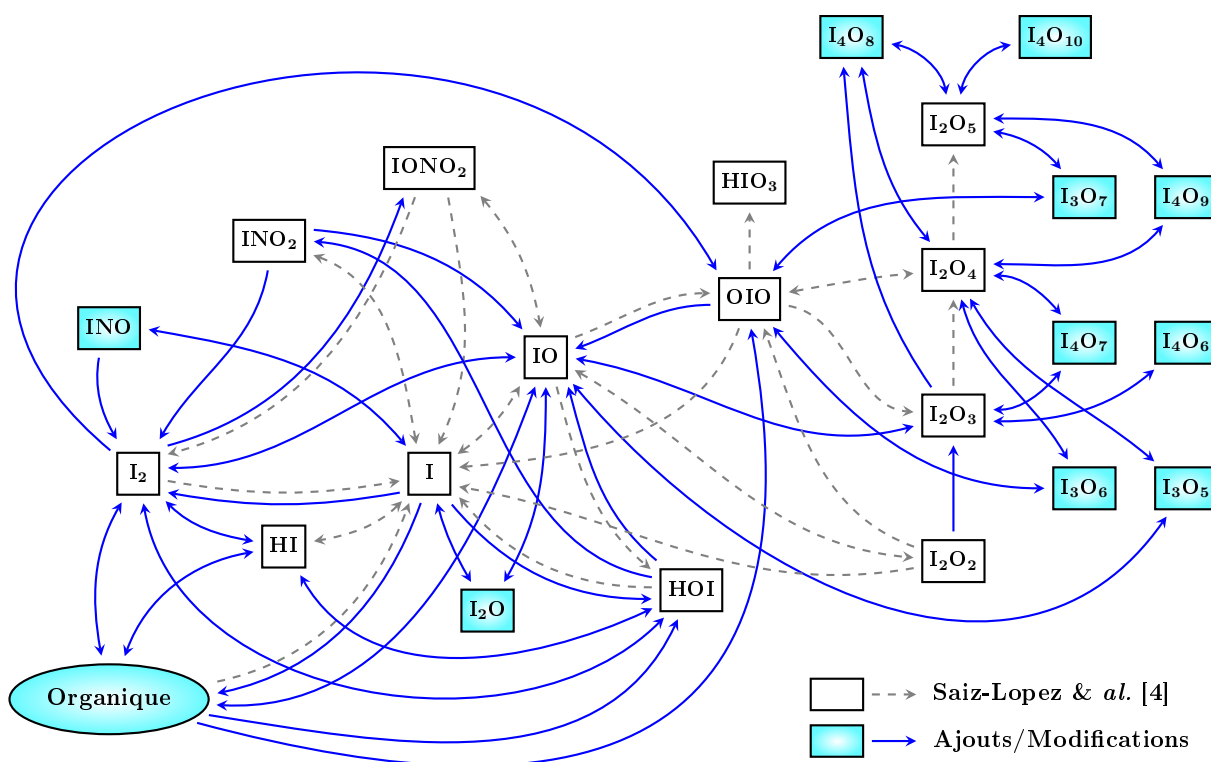 I₄O₈
I₄O₁₀
I₂O₅
IONO₂
HIO₃
I₃O₇
I₄O₉
INO₂
I₂O₄
OIO
INO
IO
I₄O₇
I₄O₆
I₂O₃
I₂
I
I₃O₆
I₃O₅
HI
I₂O₂
HOI
I₂O
Organique
Saiz-Lopez & al. [4]
Ajouts/Modifications